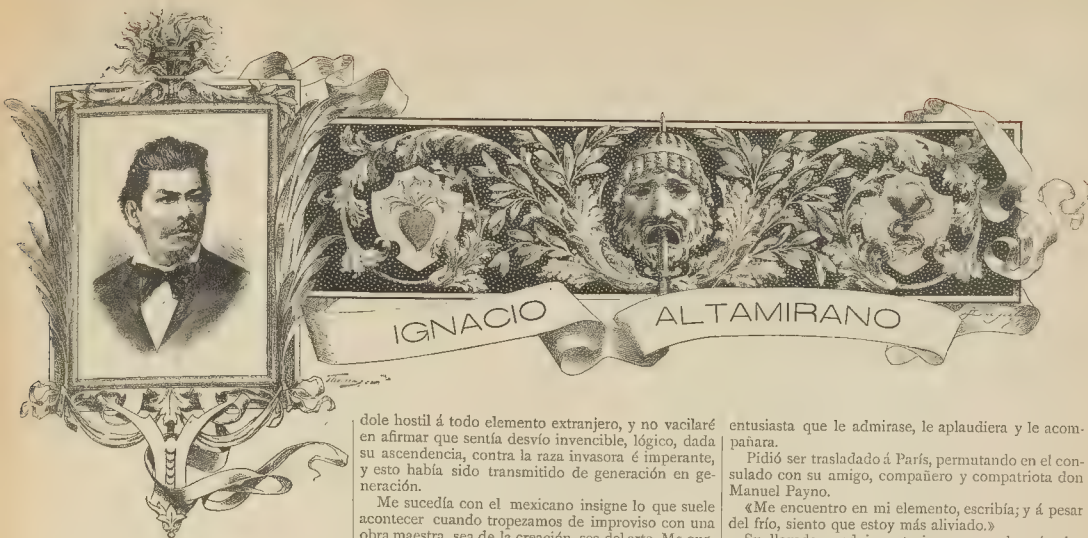 IGNACIO ALTAMIRANO
dole hostil á todo elemento extranjero, y no vacilaré
en afirmar que sentía desvío invencible, lógico, dada
su ascendencia, contra la raza invasora é imperante,
y esto había sido transmitido de generación en ge-
neración.
Me sucedía con el mexicano insigne lo que suele
acontecer cuando tropezamos de improviso con una
entusiasta que le admirase, le aplaudiera y le acom-
pañara.
Pidió ser trasladado á París, permutando en el con-
sulado con su amigo, compañero y compatriota don
Manuel Payno.
«Me encuentro en mi elemento, escribía; y á pesar
del frío, siento que estoy más aliviado.»